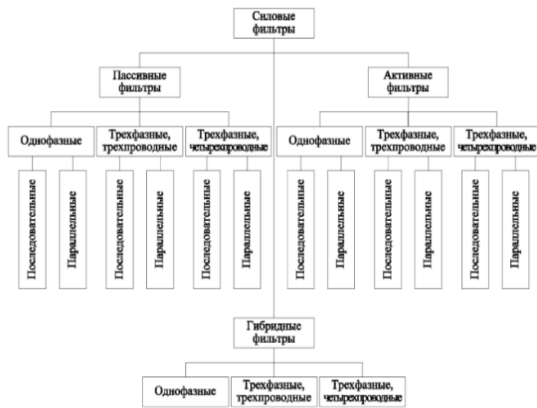 Силовые
фильтры
Пассивные
фильтры
Активные
фильтры
Однофазные
Трехфазные,
трехпроводные
Трехфазные,
четырехпроводные
Однофазные
Трехфазные,
трехпроводные
Трехфазные,
четырехпроводные
Последовательные
Параллельные
Последовательные
Параллельные
Последовательные
Параллельные
Последовательные
Параллельные
Последовательные
Параллельные
Последовательные
Параллельные
Гибридные
фильтры
Однофазные
Трехфазные,
трехпроводные
Трехфазные,
четырехпроводные